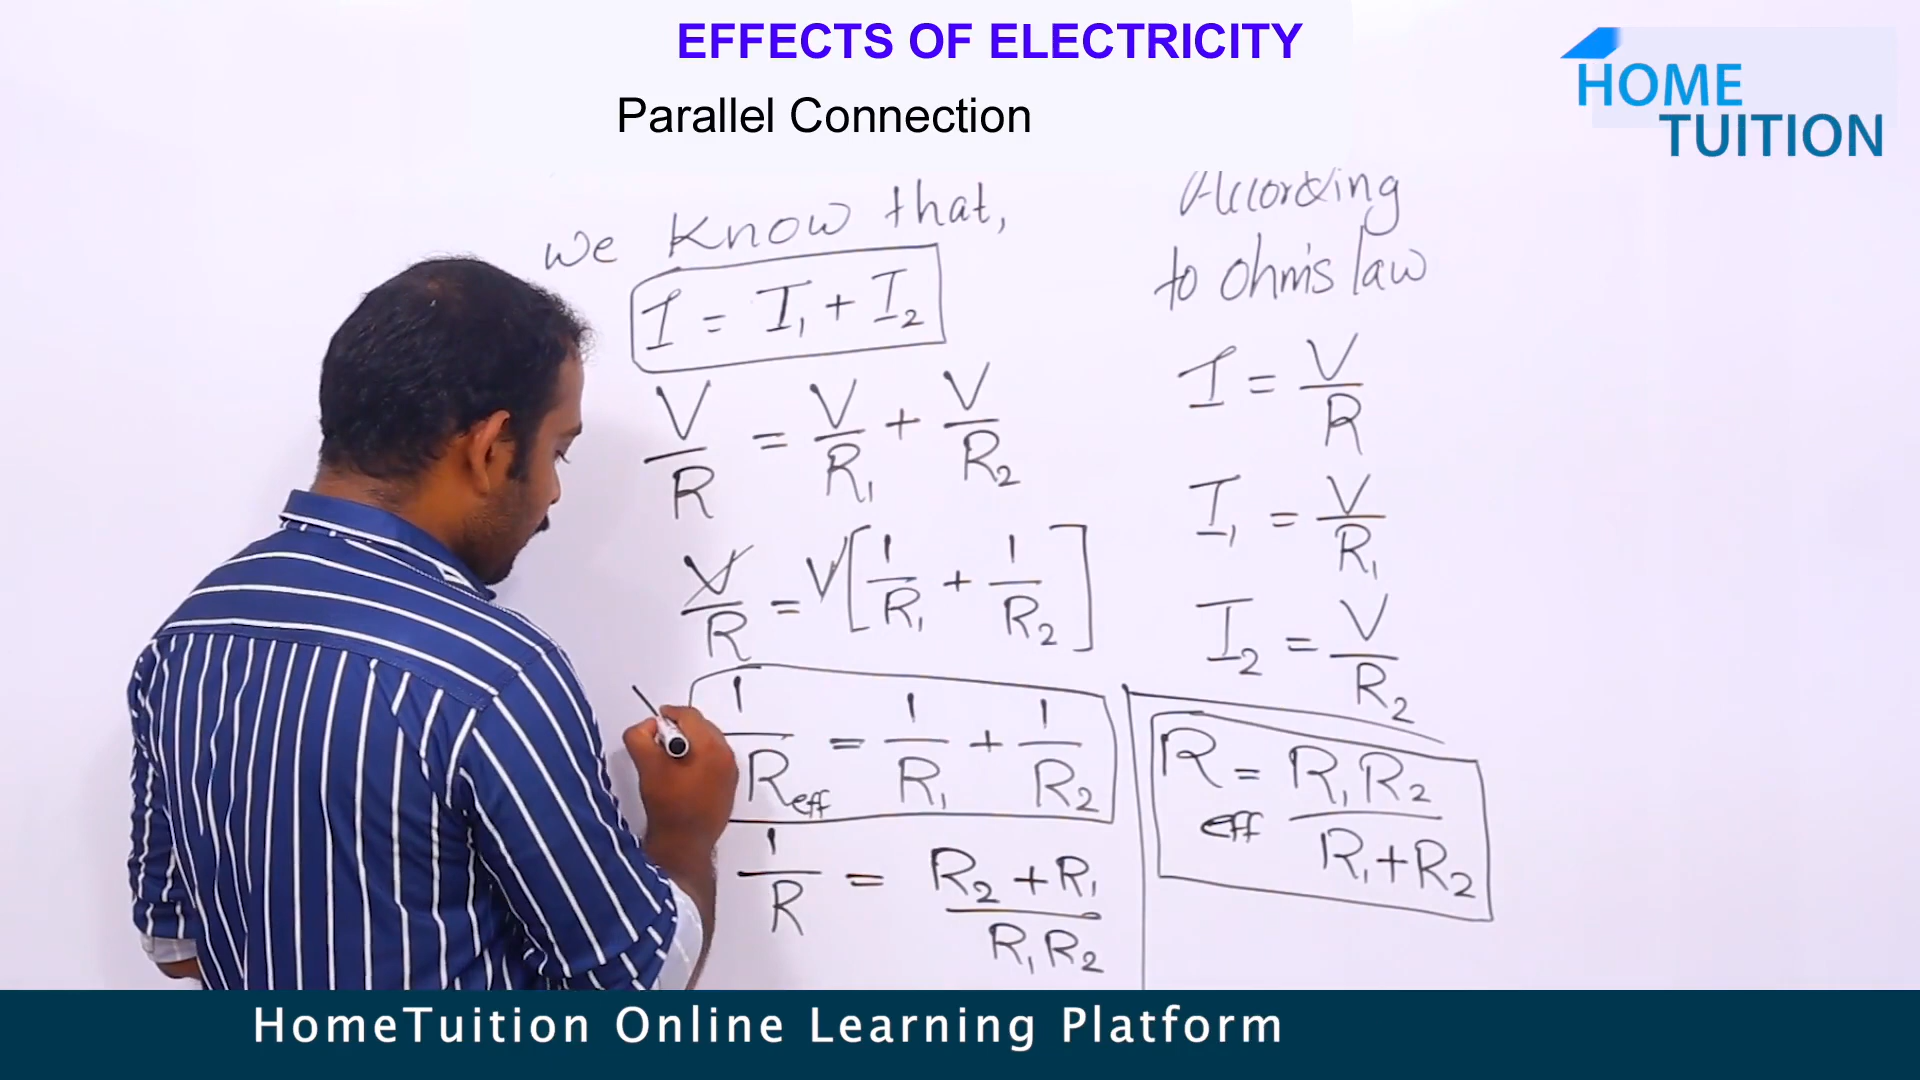 EFFECTS OF ELECTRICITY
Parallel Connection
HOME
TUITION
We Know that,
I = I₁ + I₂
V/R = V/R₁ + V/R₂
V/R = V[1/R₁ + 1/R₂]
1/Reff = 1/R₁ + 1/R₂
1/R = R₂ + R₁ / R₁R₂
According
to ohm's law
I = V/R
I₁ = V/R₁
I₂ = V/R₂
Reff = R₁R₂ / R₁+R₂
HomeTuition Online Learning Platform